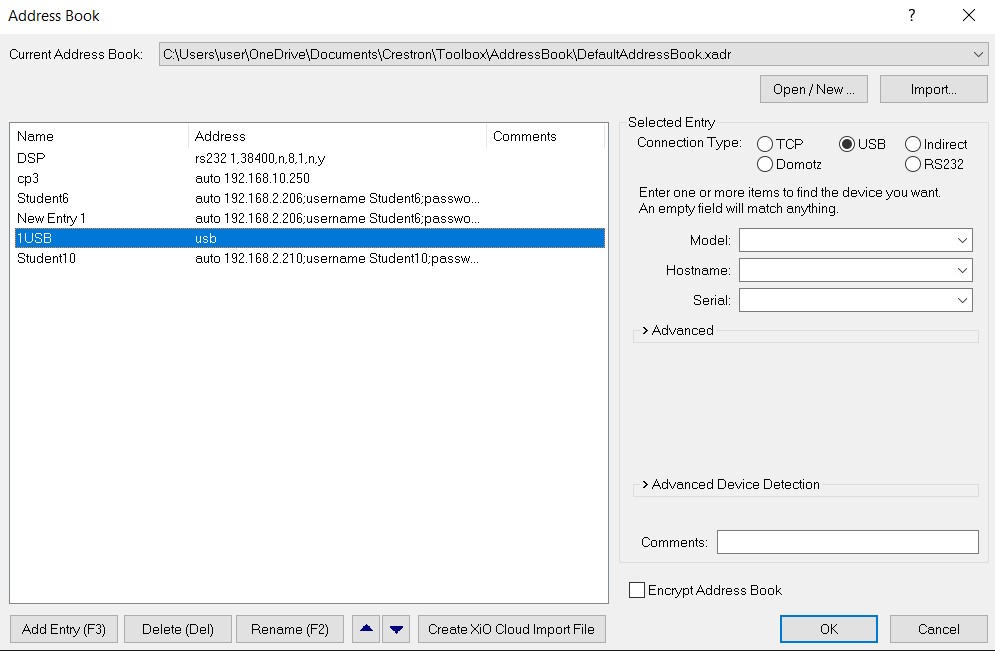 Address Book
?
Current Address Book: C:\Users\user\OneDrive\Documents\Crestron\Toolbox\AddressBook\DefaultAddressBook.xadr
Open / New ... Import...
Name Address Comments
DSP rs232 1,38400,n,8,1,n,y
cp3 auto 192.168.10.250
Student6 auto 192.168.2.206;username Student6;passwo...
New Entry 1 auto 192.168.2.206;username Student6;passwo...
1USB usb
Student10 auto 192.168.2.210;username Student10;passw...
Selected Entry
Connection Type: TCP USB Indirect
Domotz RS232
Enter one or more items to find the device you want.
An empty field will match anything.
Model:
Hostname:
Serial:
Advanced
Advanced Device Detection
Comments:
Encrypt Address Book
Add Entry (F3) Delete (Del) Rename (F2) Create XiO Cloud Import File OK Cancel